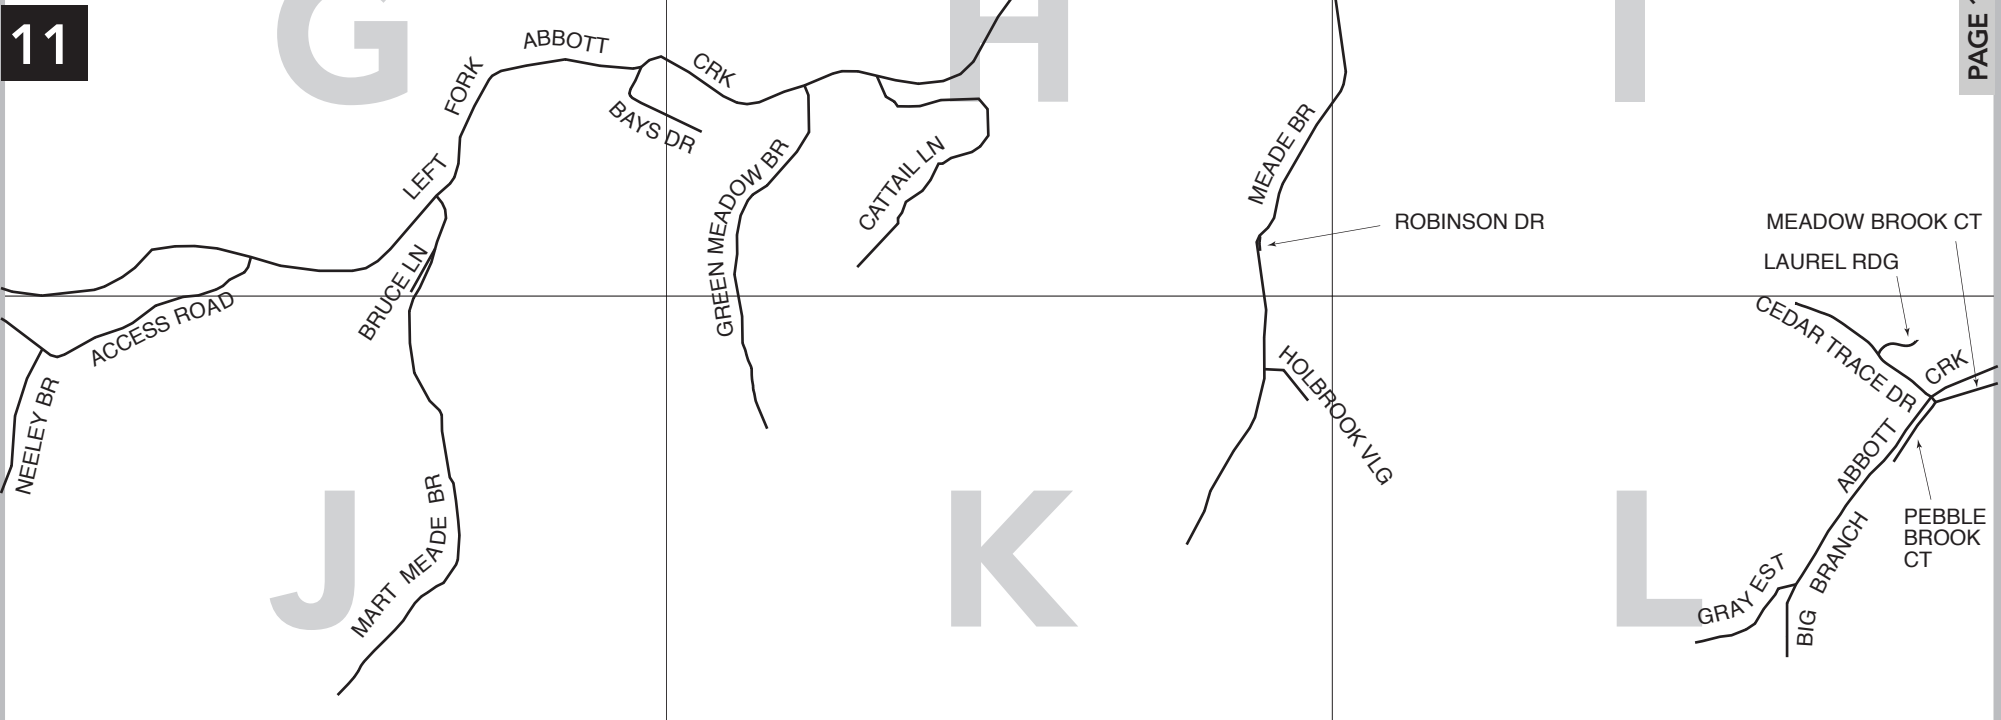 11
G
H
I
PAGE
ABBOTT
CRK
FORK
LEFT
BAYS DR
GREEN MEADOW BR
CATTAIL LN
MEADE BR
ROBINSON DR
MEADOW BROOK CT
LAUREL RDG
BRUCE LN
ACCESS ROAD
NEELEY BR
HOLBROOK VLG
CEDAR TRACE DR
CRK
ABBOTT
PEBBLE
BROOK
CT
BIG BRANCH
GRAY EST
MART MEADE BR
J
K
L